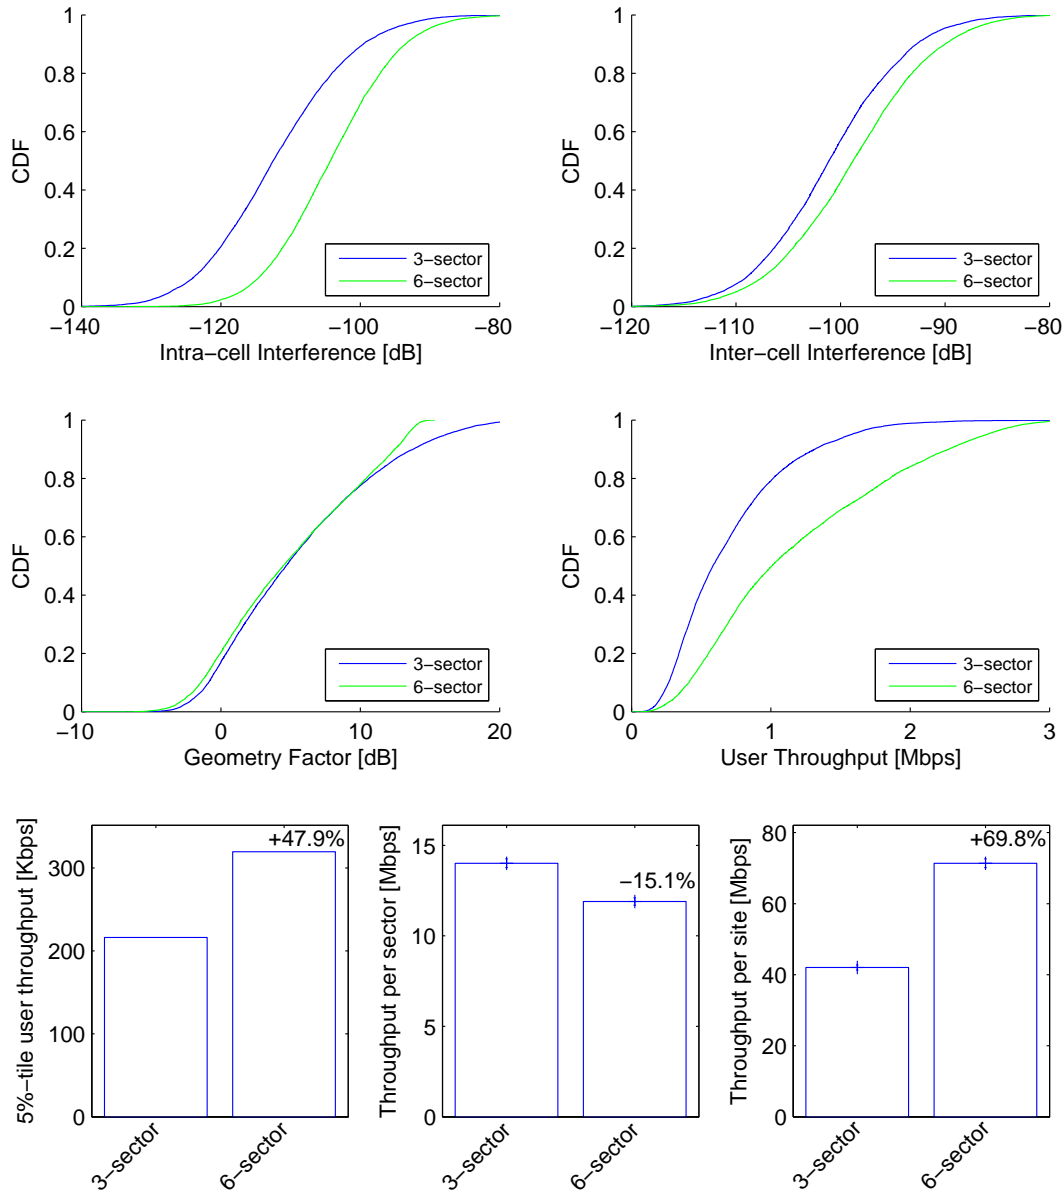 1
0.8
0.6
0.4
0.2
0
CDF
−140
−120
−100
−80
Intra−cell Interference [dB]
3−sector
6−sector
1
0.8
0.6
0.4
0.2
0
CDF
−120
−110
−100
−90
−80
Inter−cell Interference [dB]
3−sector
6−sector
1
0.8
0.6
0.4
0.2
0
CDF
−10
0
10
20
Geometry Factor [dB]
3−sector
6−sector
1
0.8
0.6
0.4
0.2
0
CDF
0
1
2
3
User Throughput [Mbps]
3−sector
6−sector
5%−tile user throughput [Kbps]
300
200
100
0
+47.9%
3−sector
6−sector
Throughput per sector [Mbps]
15
10
5
0
−15.1%
3−sector
6−sector
Throughput per site [Mbps]
80
60
40
20
0
+69.8%
3−sector
6−sector